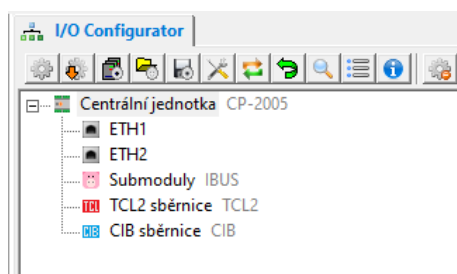 I/O Configurator
Centrální jednotka CP-2005
ETH1
ETH2
Submoduly IBUS
TCL TCL2 sběrnice TCL2
CIB CIB sběrnice CIB